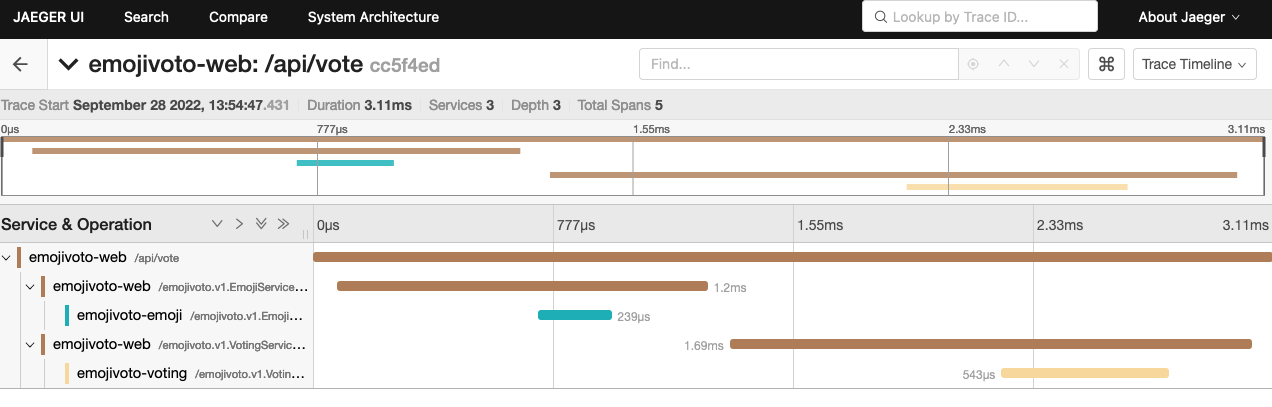 JAEGER UI Search Compare System Architecture Lookup by Trace ID... About Jaeger
emojivoto-web: /api/vote cc5f4ed Find... ⌘ Trace Timeline
Trace Start September 28 2022, 13:54:47.431 Duration 3.11ms Services 3 Depth 3 Total Spans 5
0μs 777μs 1.55ms 2.33ms 3.11ms
Service & Operation 0μs 777μs 1.55ms 2.33ms 3.11ms
emojivoto-web /api/vote
emojivoto-web /emojivoto.v1.EmojiService... 1.2ms
emojivoto-emoji /emojivoto.v1.Emoji... 239μs
emojivoto-web /emojivoto.v1.VotingServic... 1.69ms
emojivoto-voting /emojivoto.v1.Votin... 543μs